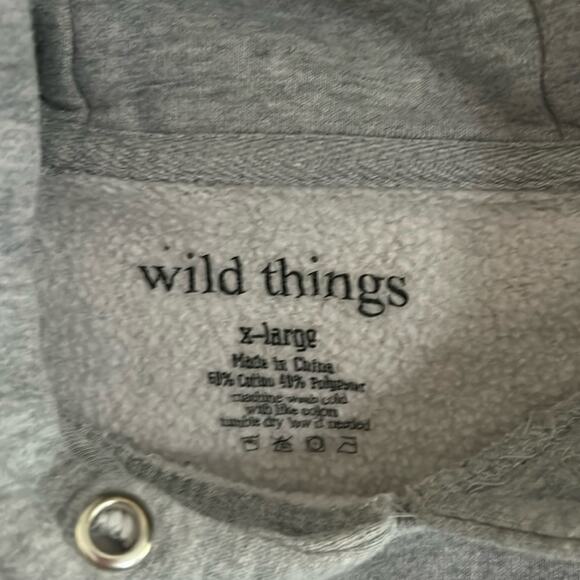 wild things
x-large
Made in China
60% Cotton 40% Polyester
machine wash cold
with like colors
tumble dry low if needed